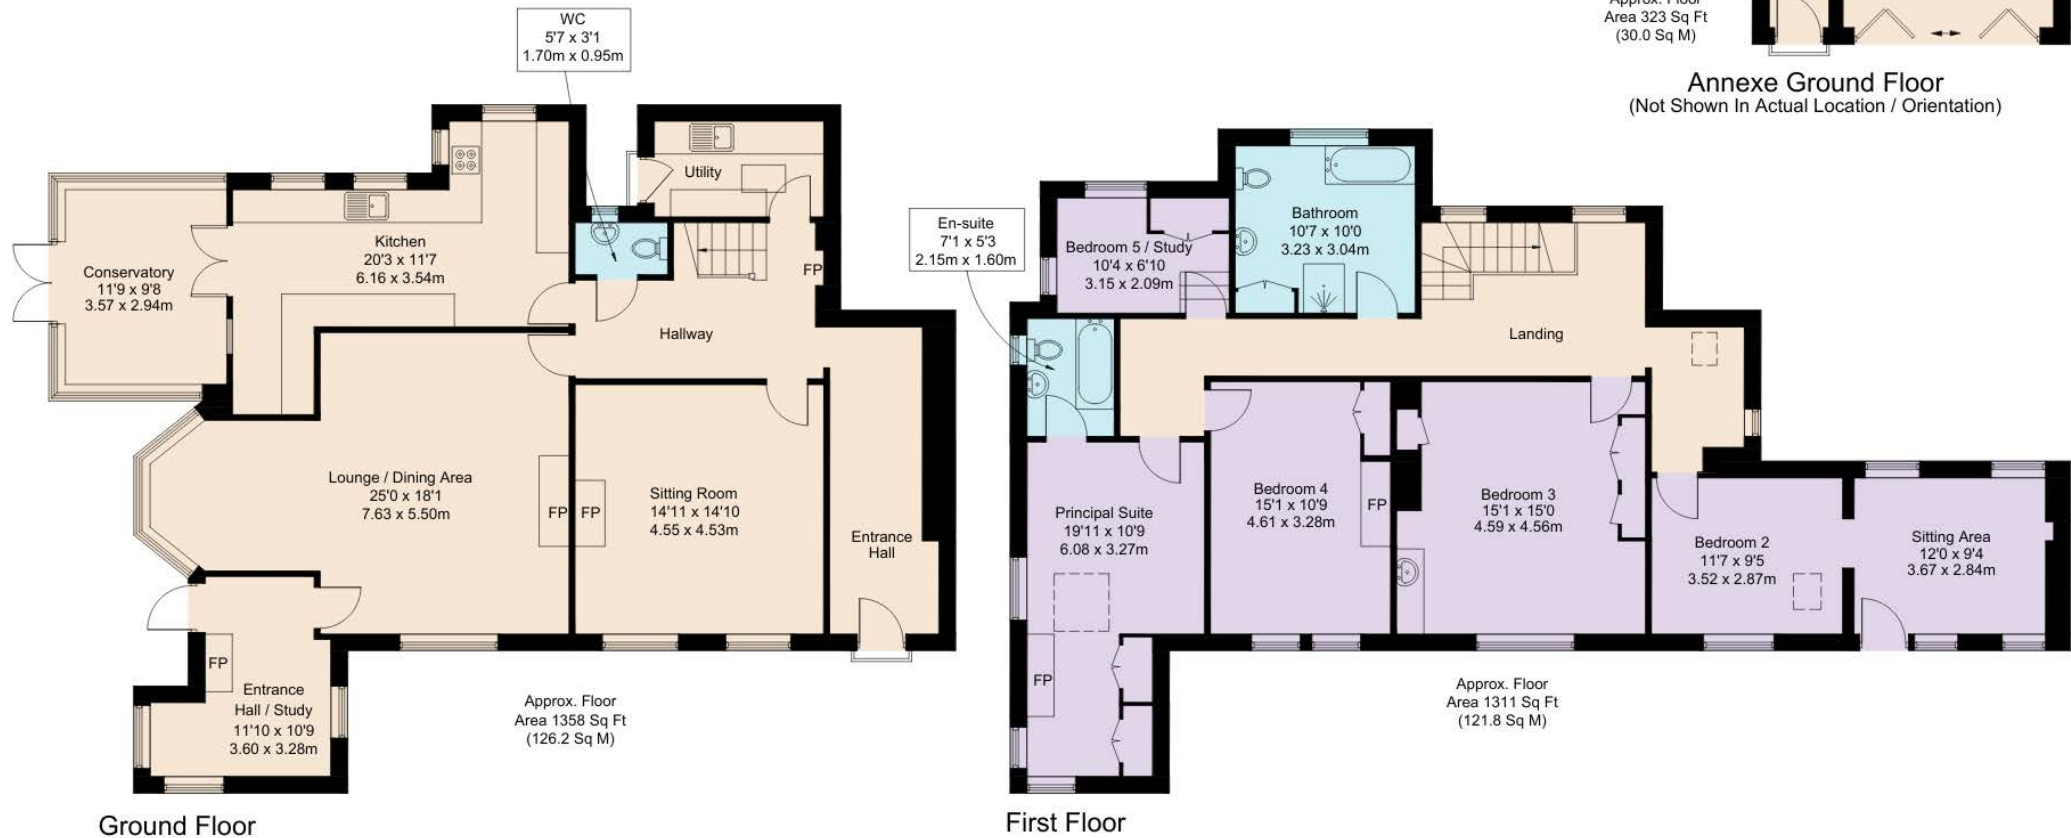 Approx. Floor
Area 323 Sq Ft
(30.0 Sq M)
Annexe Ground Floor
(Not Shown In Actual Location / Orientation)
WC
5'7 x 3'1
1.70m x 0.95m
Utility
Kitchen
20'3 x 11'7
6.16 x 3.54m
Conservatory
11'9 x 9'8
3.57 x 2.94m
FP
Hallway
Lounge / Dining Area
25'0 x 18'1
7.63 x 5.50m
FP
FP
Sitting Room
14'11 x 14'10
4.55 x 4.53m
Entrance
Hall
FP
Entrance
Hall / Study
11'10 x 10'9
3.60 x 3.28m
Approx. Floor
Area 1358 Sq Ft
(126.2 Sq M)
Ground Floor
En-suite
7'1 x 5'3
2.15m x 1.60m
Bedroom 5 / Study
10'4 x 6'10
3.15 x 2.09m
Bathroom
10'7 x 10'0
3.23 x 3.04m
Landing
Principal Suite
19'11 x 10'9
6.08 x 3.27m
FP
Bedroom 4
15'1 x 10'9
4.61 x 3.28m
FP
Bedroom 3
15'1 x 15'0
4.59 x 4.56m
Bedroom 2
11'7 x 9'5
3.52 x 2.87m
Sitting Area
12'0 x 9'4
3.67 x 2.84m
Approx. Floor
Area 1311 Sq Ft
(121.8 Sq M)
First Floor